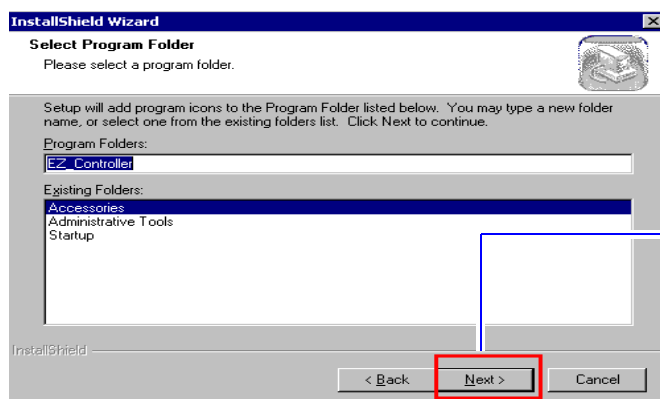 InstallShield Wizard
Select Program Folder
Please select a program folder.
Setup will add program icons to the Program Folder listed below. You may type a new folder
name, or select one from the existing folders list. Click Next to continue.
Program Folders:
EZ_Controller
Existing Folders:
Accessories
Administrative Tools
Startup
InstallShield
< Back
Next >
Cancel